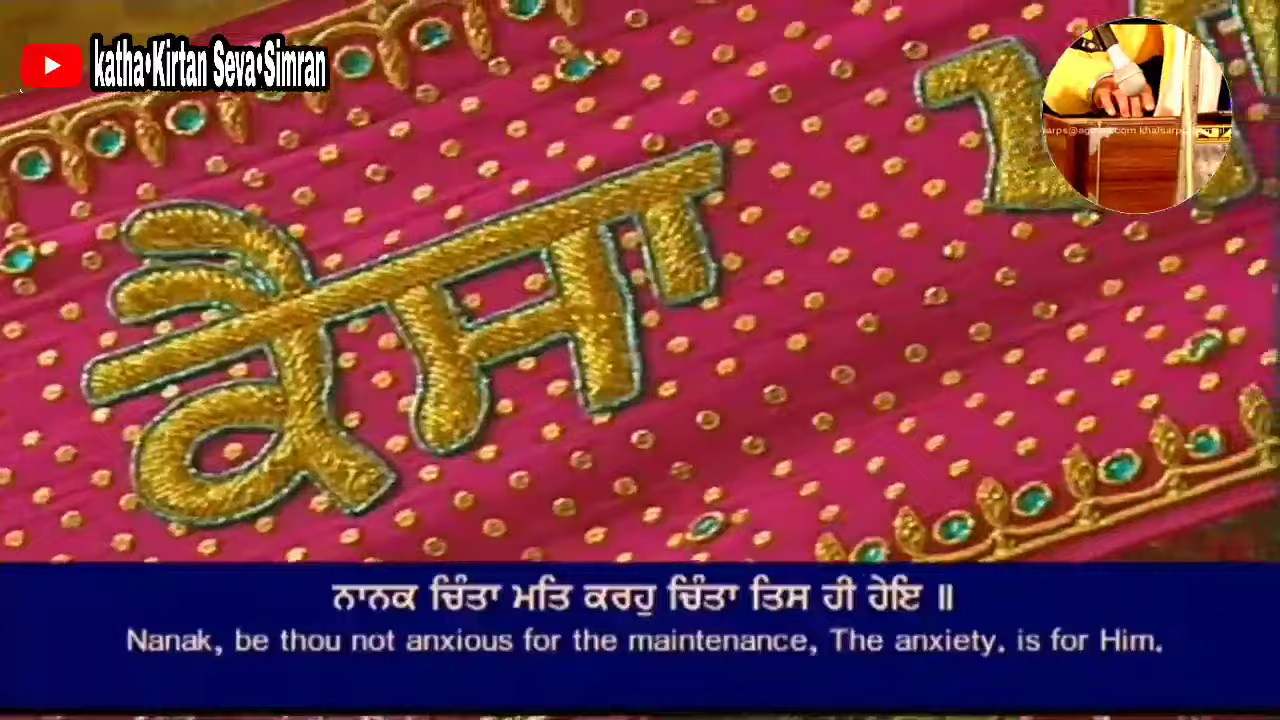 katha•Kirtan Seva•Simran
ਕੈਸਾ
ਨਾਨਕ ਚਿੰਤਾ ਮਤਿ ਕਰਹੁ ਚਿੰਤਾ ਤਿਸ ਹੀ ਹੇਇ ॥
Nanak, be thou not anxious for the maintenance, The anxiety. is for Him.